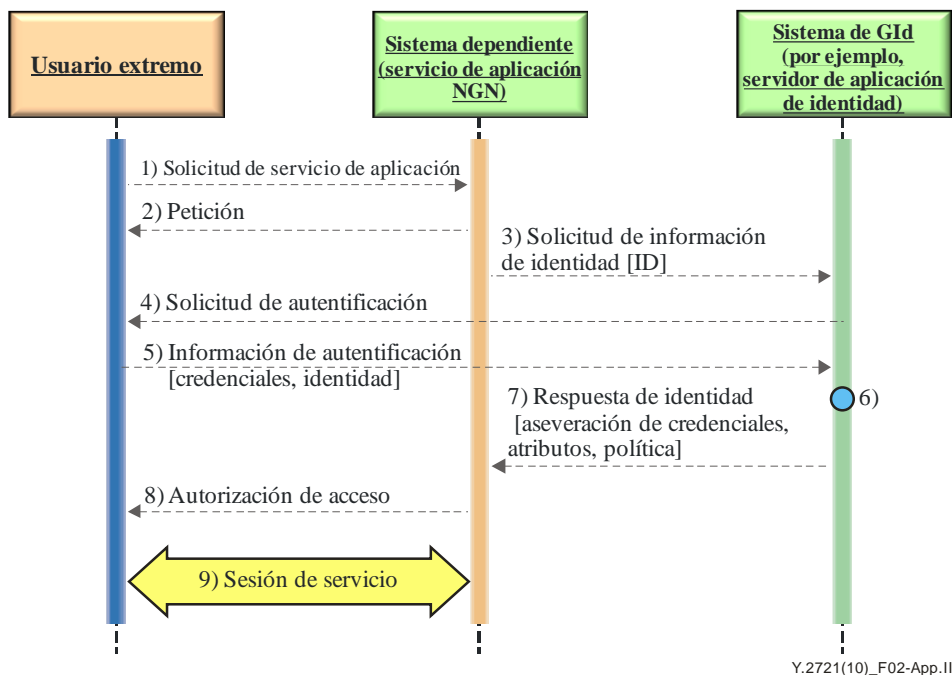 Usuario extremo
Sistema dependiente
(servicio de aplicación
NGN)
Sistema de GId
(por ejemplo,
servidor de aplicación
de identidad)
1) Solicitud de servicio de aplicación
2) Petición
3) Solicitud de información
de identidad [ID]
4) Solicitud de autentificación
5) Información de autentificación
[credenciales, identidad]
6)
7) Respuesta de identidad
[aseveración de credenciales,
atributos, política]
8) Autorización de acceso
9) Sesión de servicio
Y.2721(10)_F02-App.II